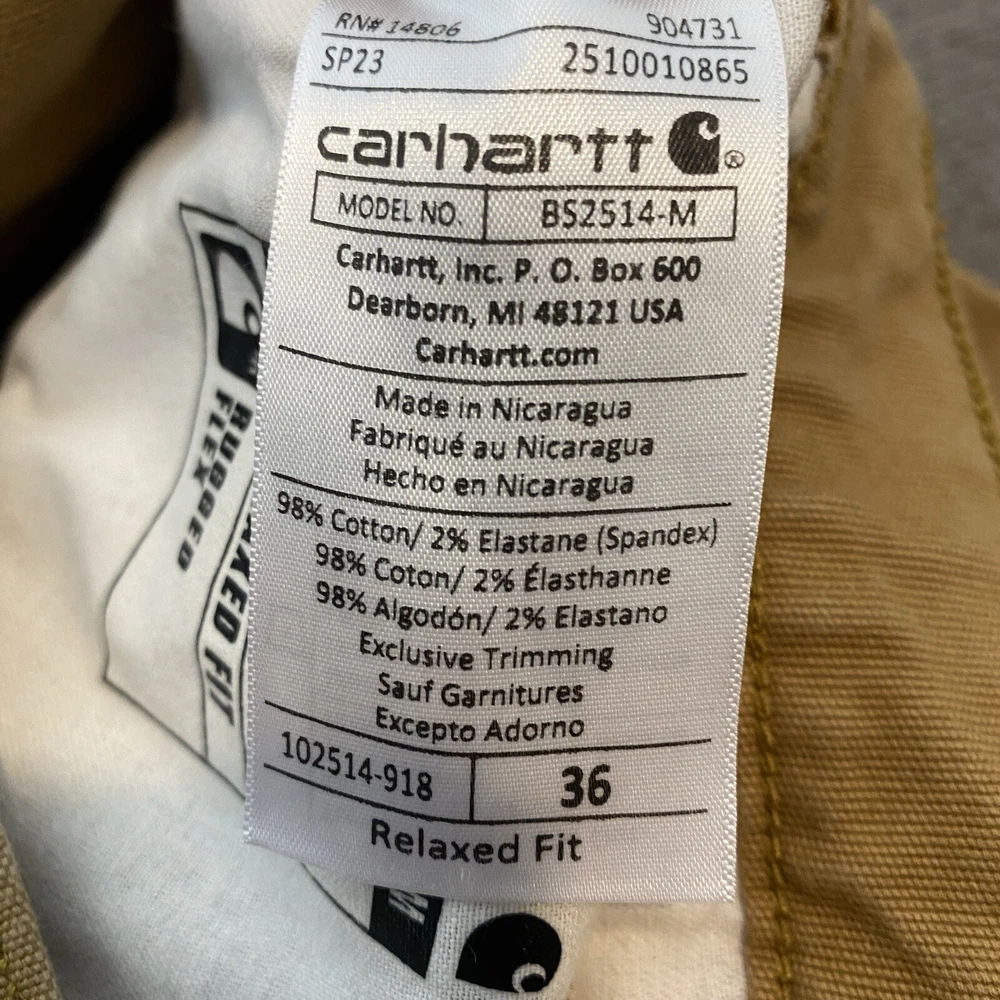 RN# 14806 904731
SP23 2510010865
carhartt ®
MODEL NO. BS2514-M
Carhartt, Inc. P. O. Box 600
Dearborn, MI 48121 USA
Carhartt.com
Made in Nicaragua
Fabriqué au Nicaragua
Hecho en Nicaragua
98% Cotton/ 2% Elastane (Spandex)
98% Coton/ 2% Élasthanne
98% Algodón/ 2% Elastano
Exclusive Trimming
Sauf Garnitures
Excepto Adorno
102514-918 36
Relaxed Fit
RUGGED
FLEX
FIT